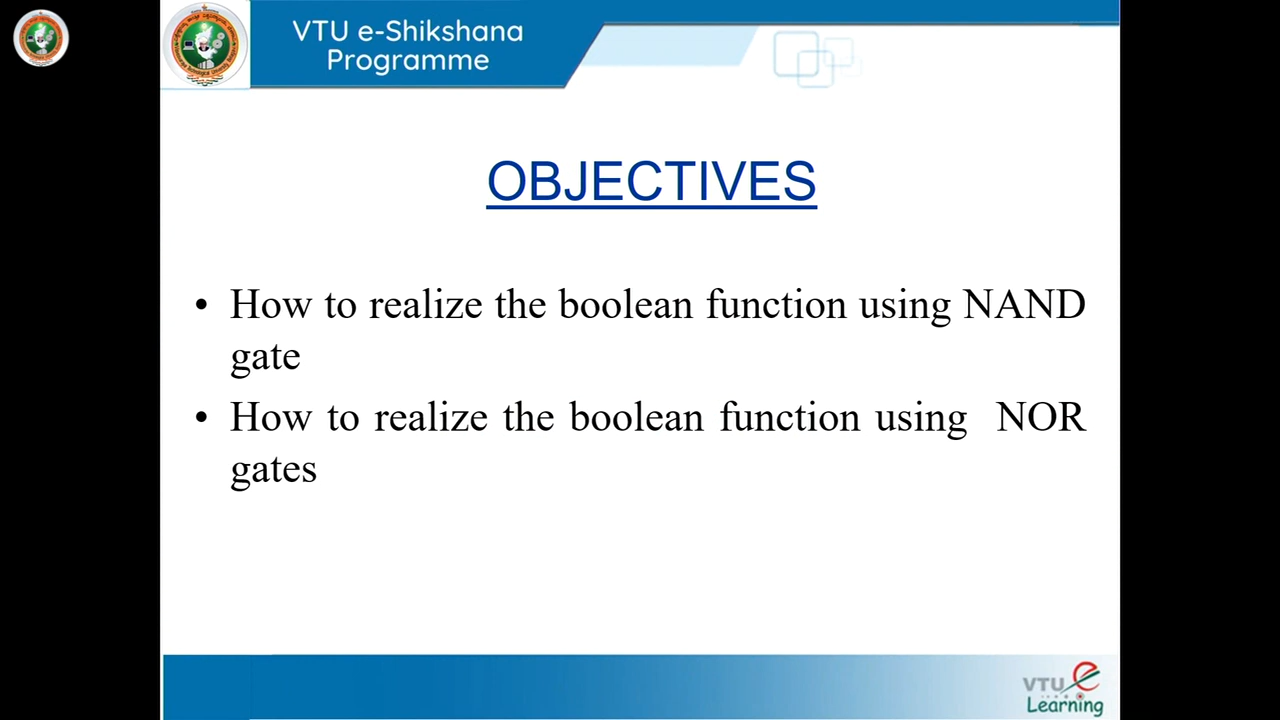 VTU e-Shikshana
Programme
OBJECTIVES
• How to realize the boolean function using NAND
gate
• How to realize the boolean function using NOR
gates
VTU e
Learning